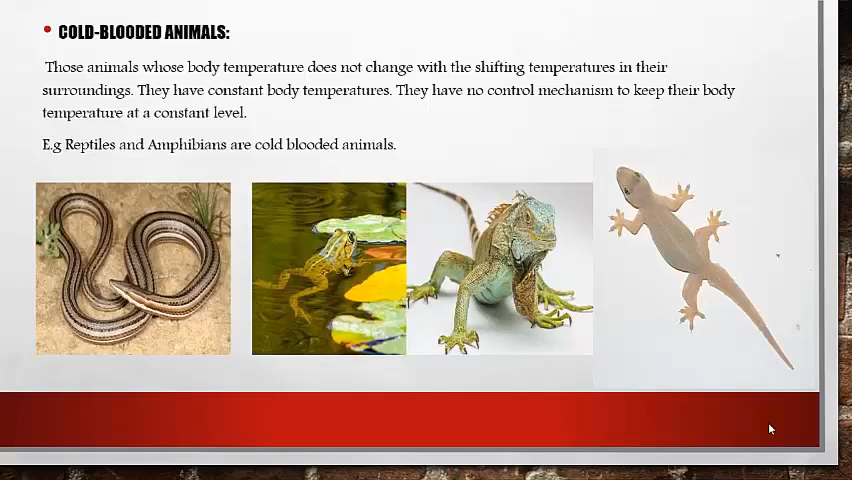 COLD-BLOODED ANIMALS:
Those animals whose body temperature does not change with the shifting temperatures in their
surroundings. They have constant body temperatures. They have no control mechanism to keep their body
temperature at a constant level.
E.g Reptiles and Amphibians are cold blooded animals.